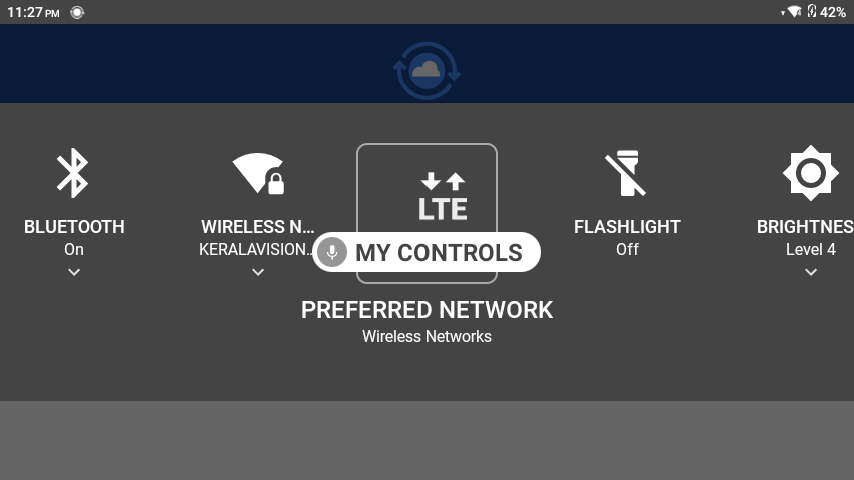 11:27 PM
42%
BLUETOOTH
On
WIRELESS N...
KERALAVISION..
LTE
MY CONTROLS
FLASHLIGHT
Off
BRIGHTNES
Level 4
PREFERRED NETWORK
Wireless Networks